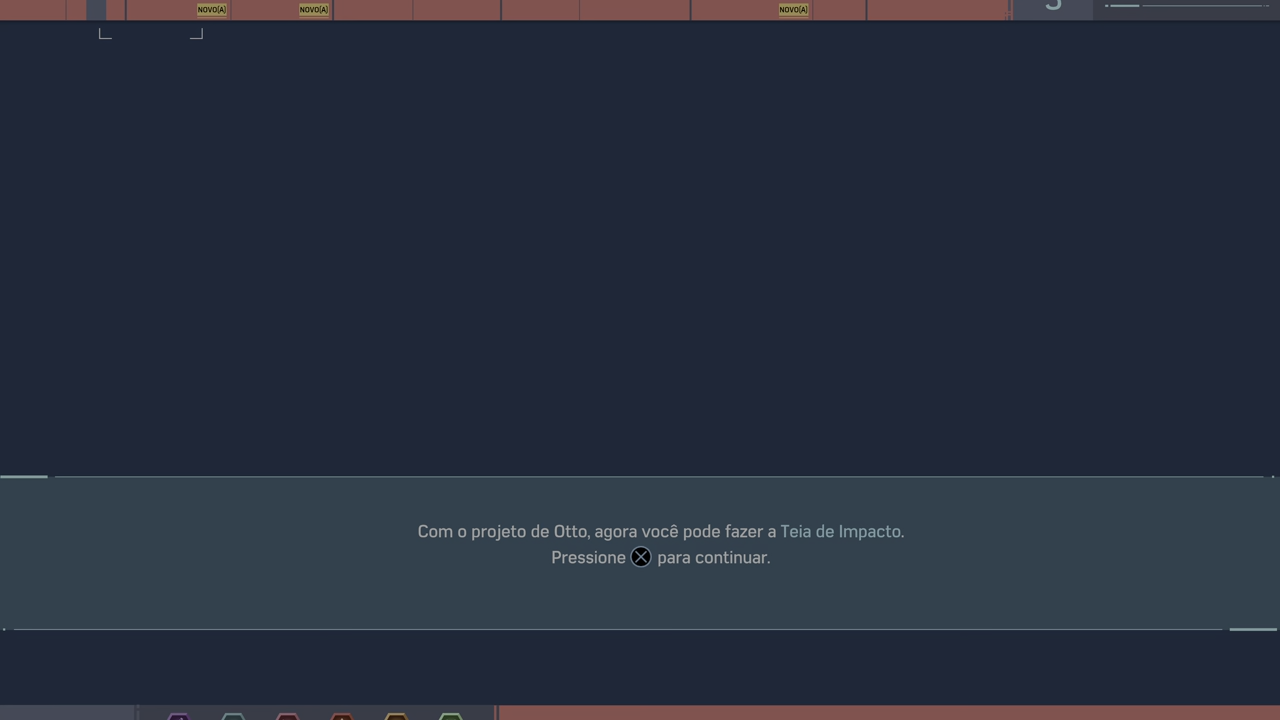 NOVO(A) NOVO(A) NOVO(A)
Com o projeto de Otto, agora você pode fazer a Teia de Impacto.
Pressione para continuar.